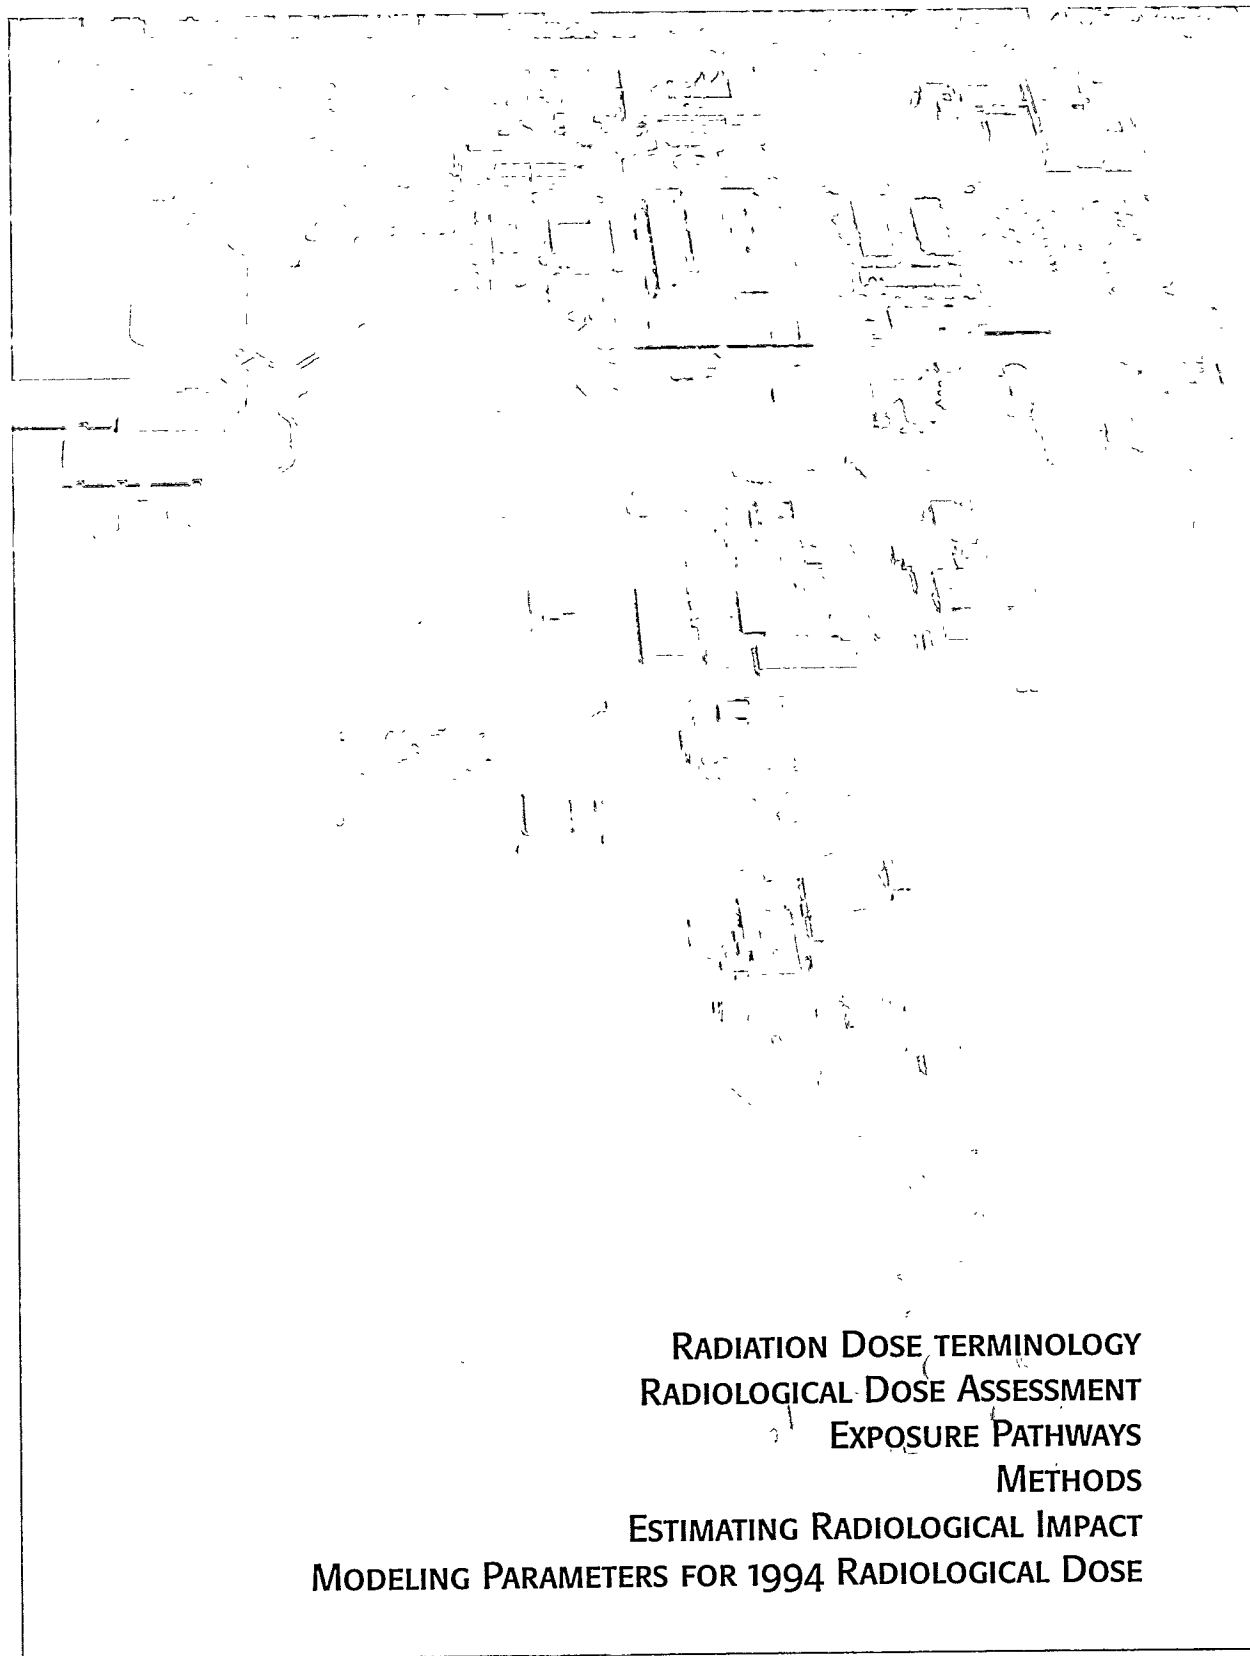 RADIATION DOSE TERMINOLOGY
RADIOLOGICAL DOSE ASSESSMENT
EXPOSURE PATHWAYS
METHODS
ESTIMATING RADIOLOGICAL IMPACT
MODELING PARAMETERS FOR 1994 RADIOLOGICAL DOSE